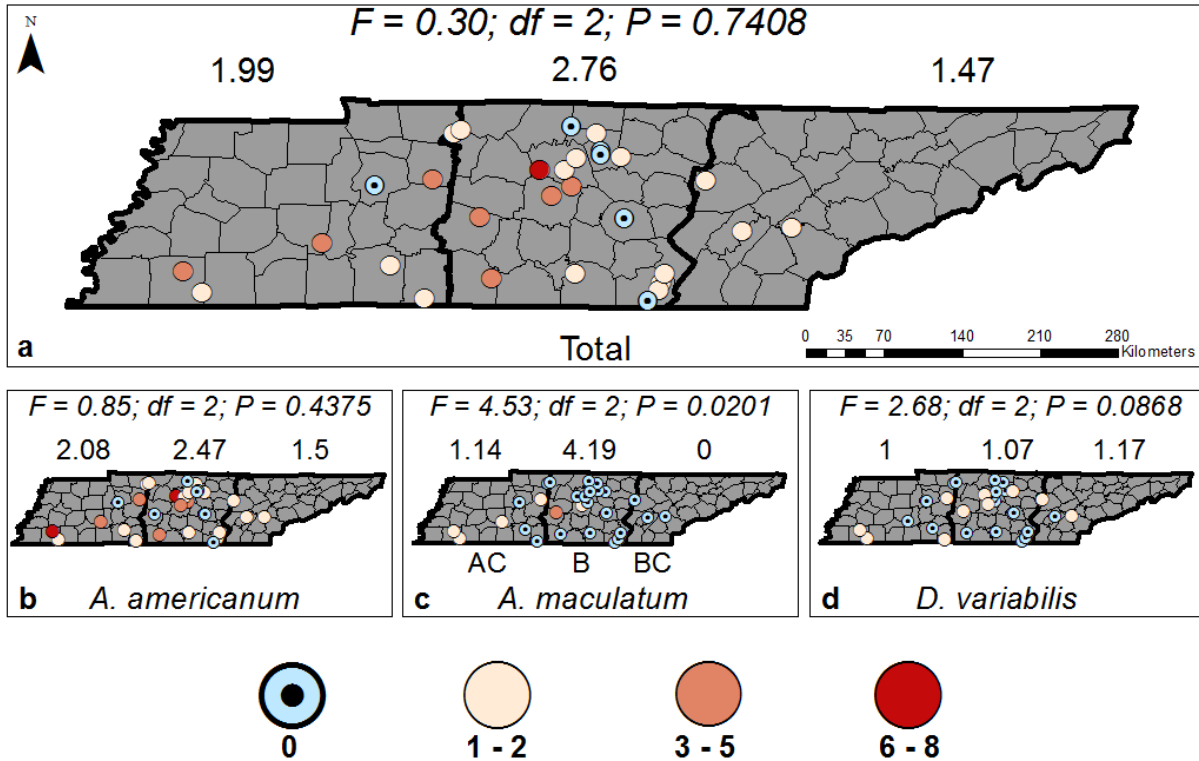 F = 0.30; df = 2; P = 0.7408
N
1.99 2.76 1.47
a
Total
0 35 70 140 210 280
Kilometers
F = 0.85; df = 2; P = 0.4375
2.08 2.47 1.5
b A. americanum
F = 4.53; df = 2; P = 0.0201
1.14 4.19 0
AC B BC
c A. maculatum
F = 2.68; df = 2; P = 0.0868
1 1.07 1.17
d D. variabilis
0 1 - 2 3 - 5 6 - 8